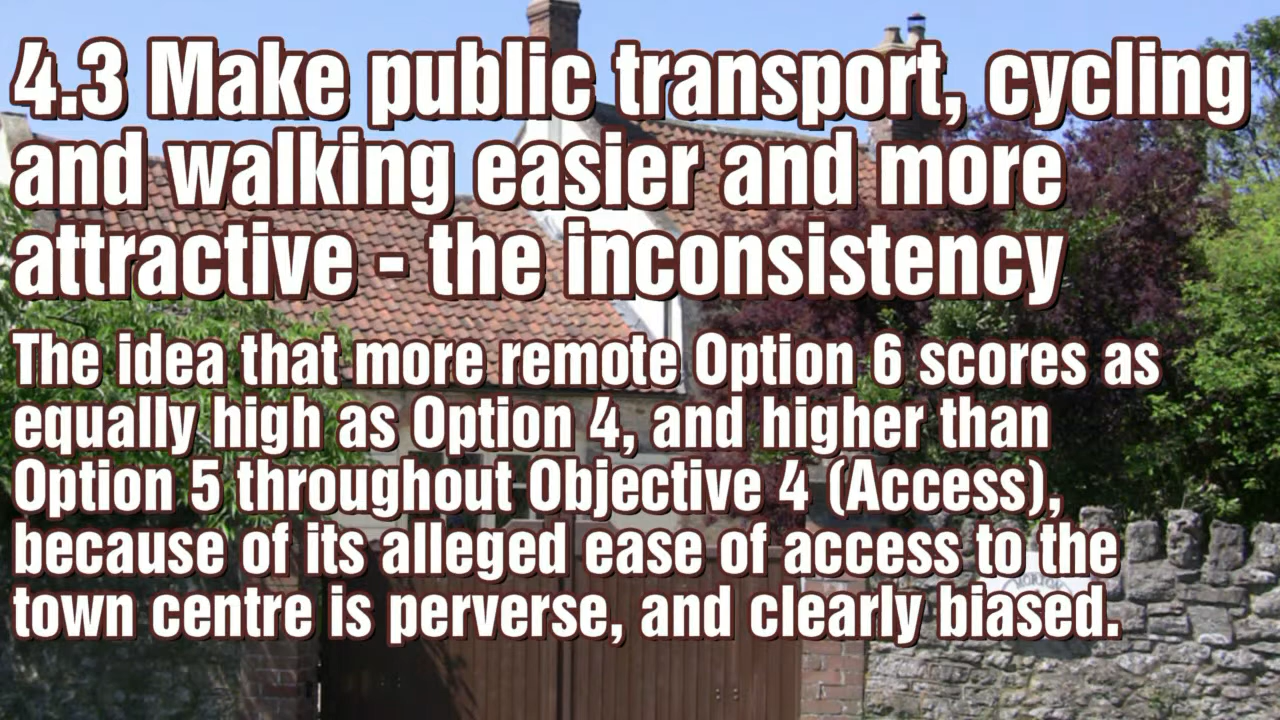 4.3 Make public transport, cycling
and walking easier and more
attractive - the inconsistency
The idea that more remote Option 6 scores as
equally high as Option 4, and higher than
Option 5 throughout Objective 4 (Access),
because of its alleged ease of access to the
town centre is perverse, and clearly biased.